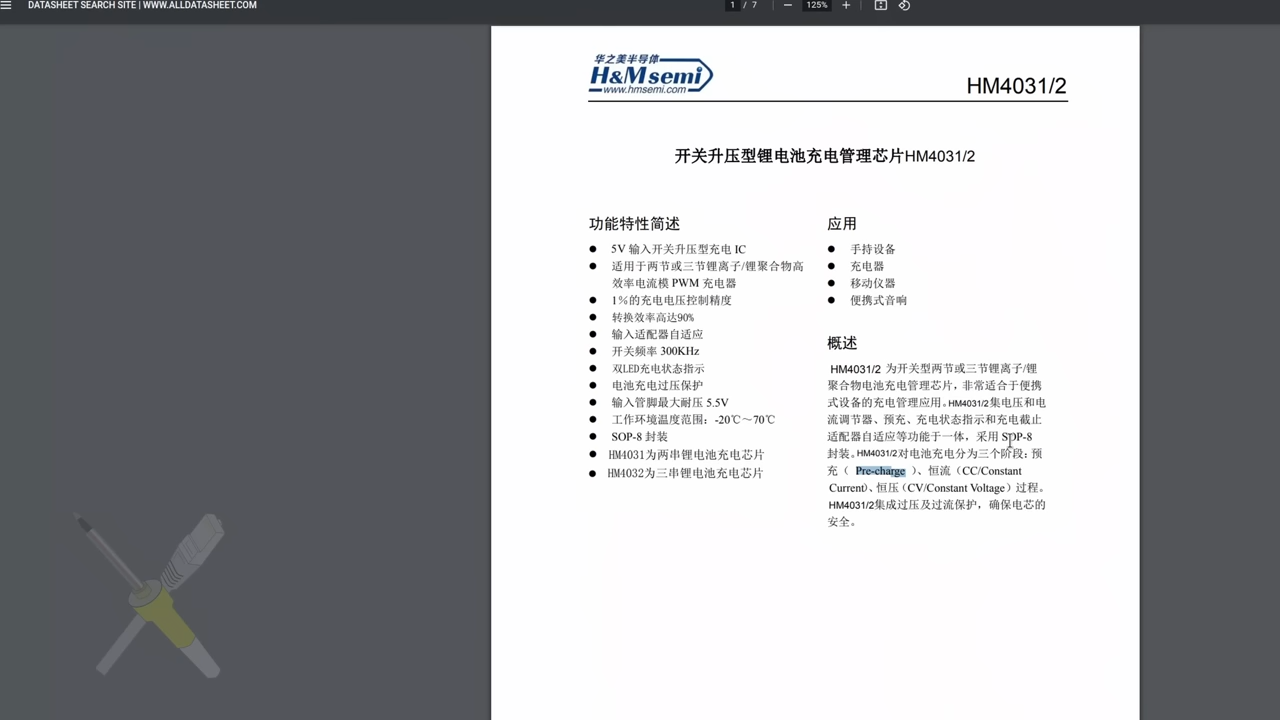 DATASHEET SEARCH SITE | WWW.ALLDATASHEET.COM
1 / 7
125%
华之美半导体
H&M semi
www.hmsemi.com
HM4031/2
开关升压型锂电池充电管理芯片HM4031/2
功能特性简述
5V 输入开关升压型充电 IC
适用于两节或三节锂离子/锂聚合物高
效率电流模 PWM 充电器
1%的充电电压控制精度
转换效率高达90%
输入适配器自适应
开关频率 300KHz
双LED充电状态指示
电池充电过压保护
输入管脚最大耐压 5.5V
工作环境温度范围：-20℃～70℃
SOP-8 封装
HM4031为两串锂电池充电芯片
HM4032为三串锂电池充电芯片
应用
手持设备
充电器
移动仪器
便携式音响
概述
HM4031/2 为开关型两节或三节锂离子/锂
聚合物电池充电管理芯片，非常适合于便携
式设备的充电管理应用。HM4031/2集电压和电
流调节器、预充、充电状态指示和充电截止
适配器自适应等功能于一体，采用 SOP-8
封装。HM4031/2对电池充电分为三个阶段：预
充（ Pre-charge ）、恒流（CC/Constant
Current）、恒压（CV/Constant Voltage）过程。
HM4031/2集成过压及过流保护，确保电芯的
安全。